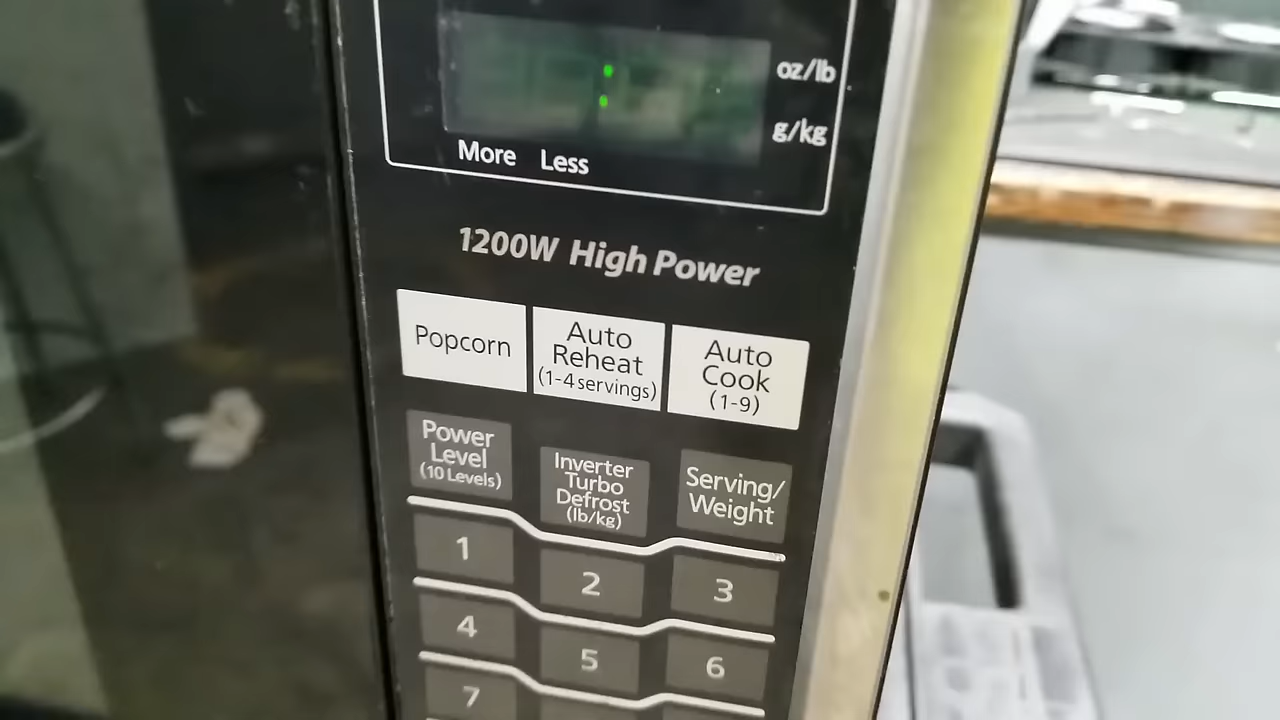 :
oz/lb
g/kg
More Less
1200W High Power
Popcorn
Auto
Reheat
(1-4 servings)
Auto
Cook
(1-9)
Power
Level
(10 Levels)
Inverter
Turbo
Defrost
(lb/kg)
Serving/
Weight
1
2
3
4
5
6
7